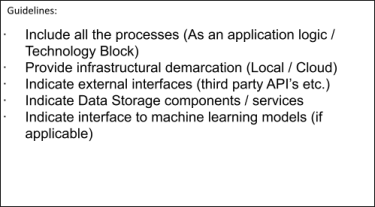 Guidelines:
· Include all the processes (As an application logic /
Technology Block)
· Provide infrastructural demarcation (Local / Cloud)
· Indicate external interfaces (third party API's etc.)
· Indicate Data Storage components / services
· Indicate interface to machine learning models (if
applicable)